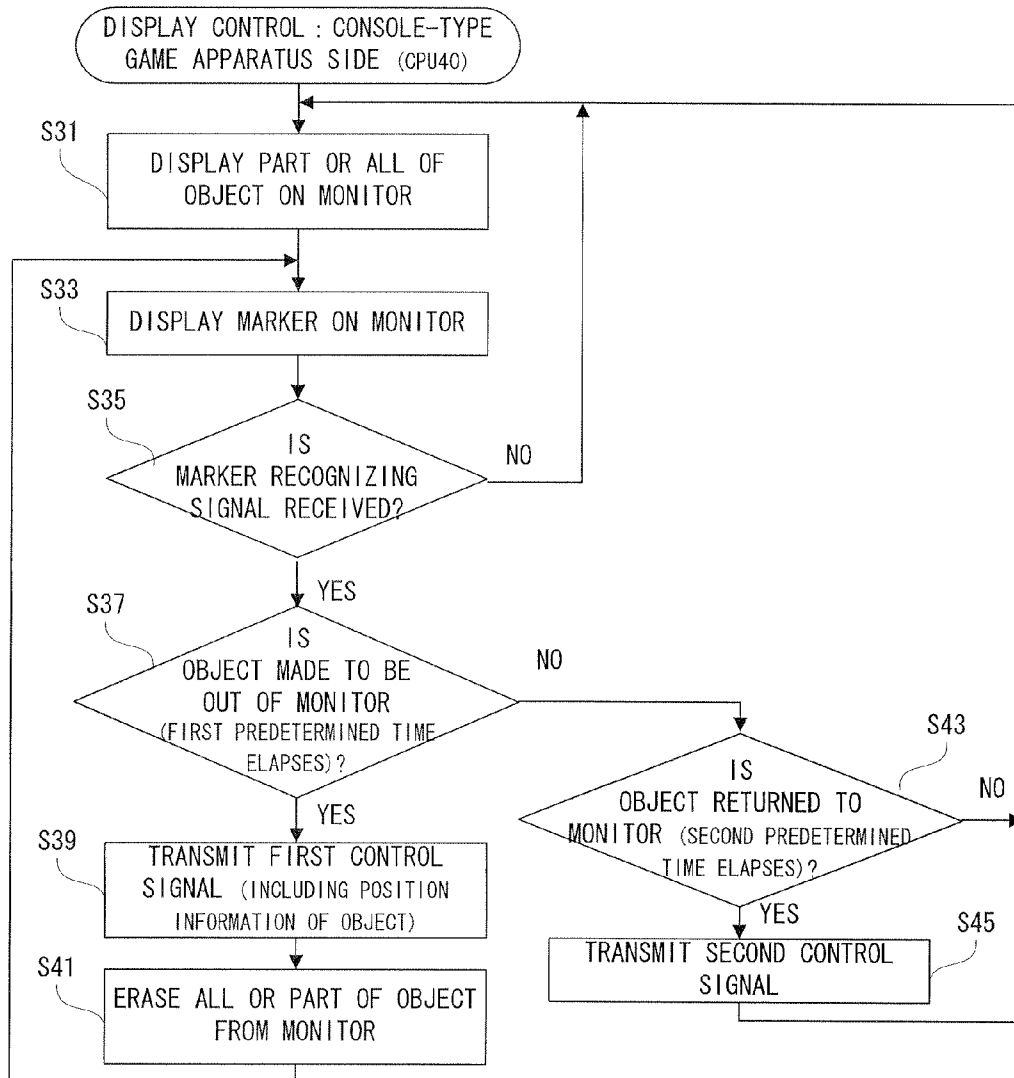 DISPLAY CONTROL : CONSOLE-TYPE
GAME APPARATUS SIDE (CPU40)
S31
DISPLAY PART OR ALL OF
OBJECT ON MONITOR
S33
DISPLAY MARKER ON MONITOR
S35
IS
MARKER RECOGNIZING
SIGNAL RECEIVED?
NO
YES
S37
IS
OBJECT MADE TO BE
OUT OF MONITOR
(FIRST PREDETERMINED TIME
ELAPSES)?
NO
YES
S43
IS
OBJECT RETURNED TO
MONITOR (SECOND PREDETERMINED
TIME ELAPSES)?
NO
YES
S39
TRANSMIT FIRST CONTROL
SIGNAL (INCLUDING POSITION
INFORMATION OF OBJECT)
S45
TRANSMIT SECOND CONTROL
SIGNAL
S41
ERASE ALL OR PART OF OBJECT
FROM MONITOR